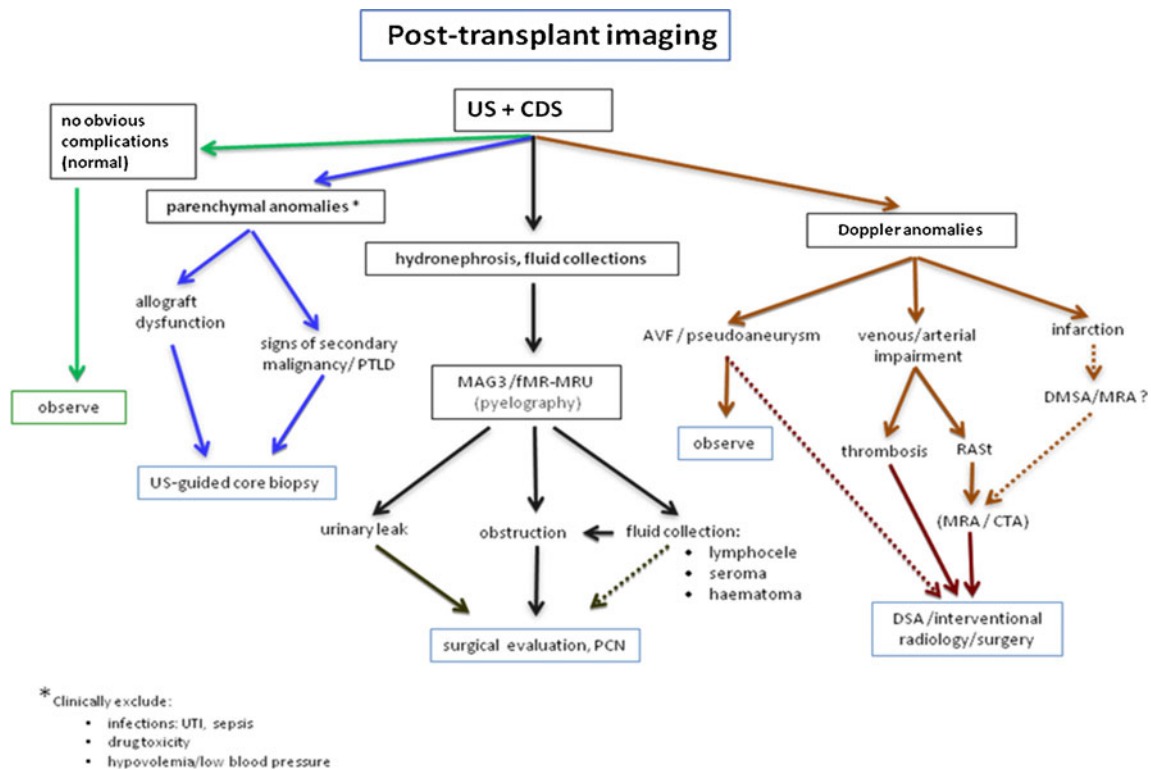 Post-transplant imaging
US + CDS
no obvious
complications
(normal)
parenchymal anomalies *
Doppler anomalies
hydronephrosis, fluid collections
allograft
dysfunction
signs of secondary
malignancy/ PTLD
AVF / pseudoaneurysm
venous/arterial
impairment
infarction
MAG3 /fMR-MRU
(pyelography)
DMSA/MRA ?
observe
observe
thrombosis
RASt
US-guided core biopsy
urinary leak
obstruction
fluid collection:
• lymphocele
• seroma
• haematoma
(MRA / CTA)
surgical evaluation, PCN
DSA /interventional
radiology/surgery
* Clinically exclude:
• infections: UTI, sepsis
• drug toxicity
• hypovolemia/low blood pressure